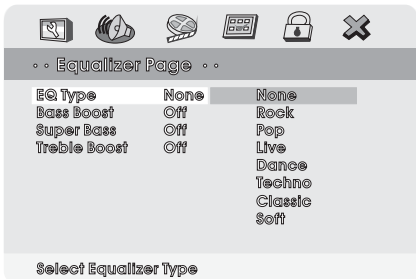 ·· Equalizer Page ··
EQ Type None None
Bass Boost Off Rock
Super Bass Off Pop
Treble Boost Off Live
Dance
Techno
Classic
Soft
Select Equalizer Type